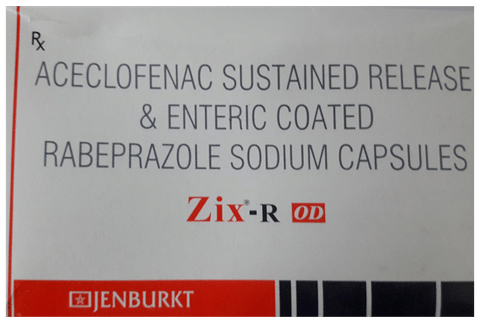 Rx
ACECLOFENAC SUSTAINED RELEASE
& ENTERIC COATED
RABEPRAZOLE SODIUM CAPSULES
Zix®-R OD
JENBURKT